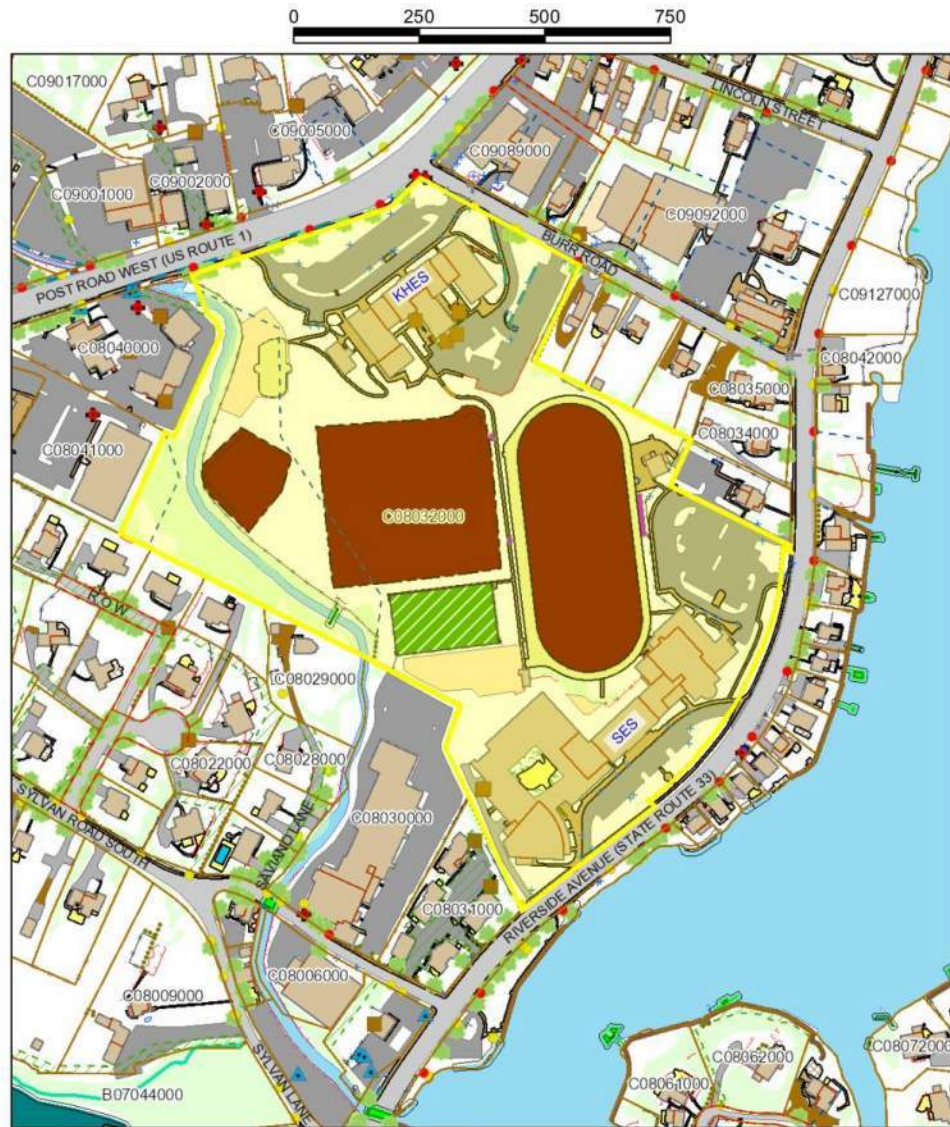 0 250 500 750
C09017000
LINCOLN STREET
C09005000
C09089000
C09002000
C09001000
C09092000
BURR ROAD
POST ROAD WEST (US ROUTE 1)
KHES
C09127000
C08040000
C08042000
C08035000
C08034000
C08041000
C08032000
ROW
C08029000
SES
C08028000
C08022000
SYLVAN ROAD SOUTH
SAVIANO LANE
C08030000
RIVERSIDE AVENUE (STATE ROUTE 33)
C08031000
C08006000
C08009000
SYLVAN LANE
C08062000
C08072000
C08061000
B07044000